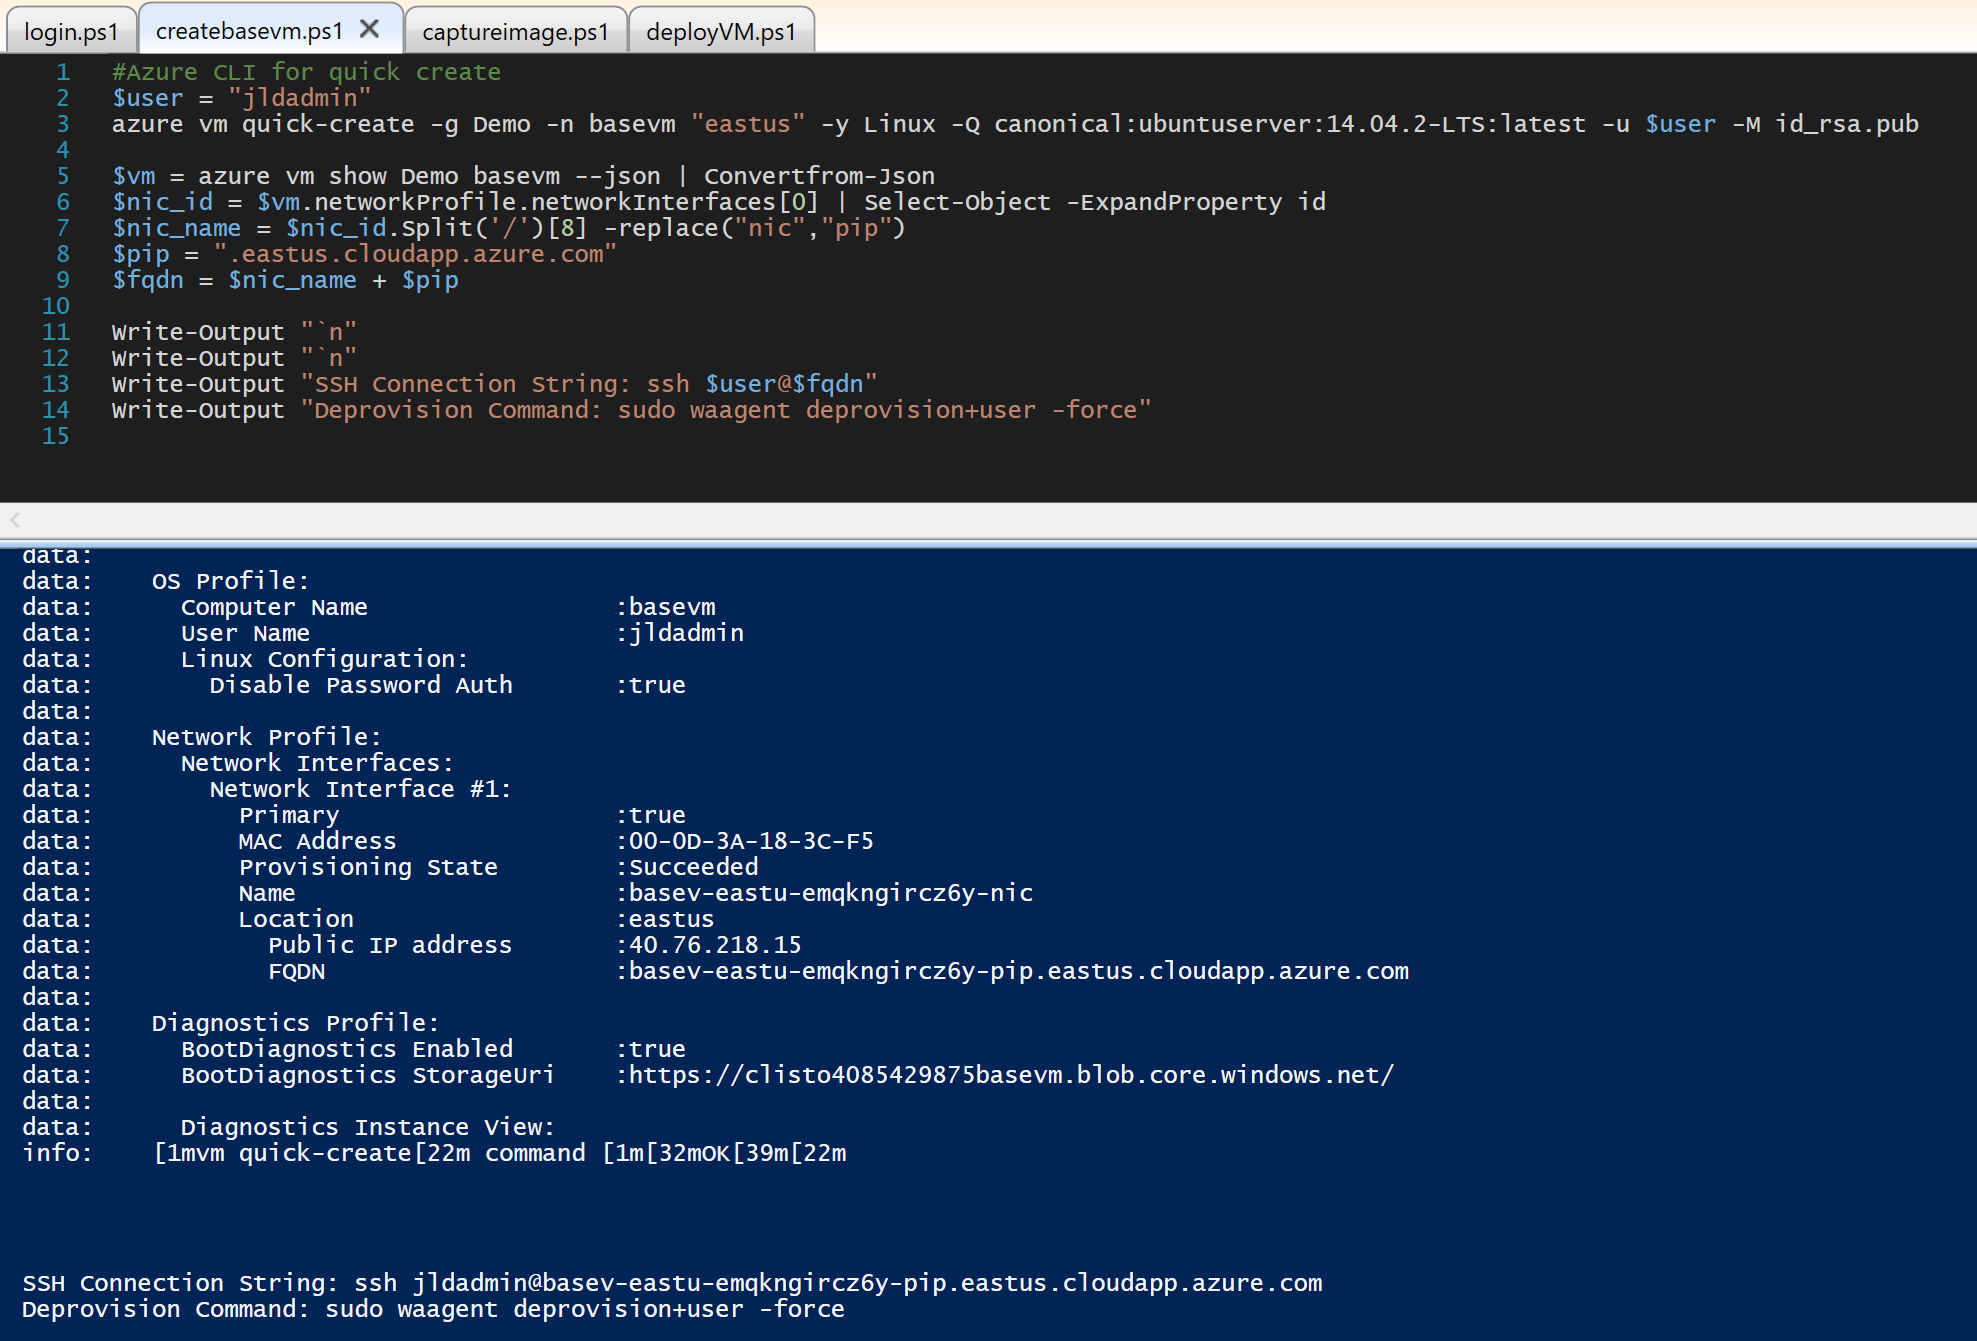 login.ps1 createbasevm.ps1 captureimage.ps1 deployVM.ps1
1 #Azure CLI for quick create
2 $user = "jldadmin"
3 azure vm quick-create -g Demo -n basevm "eastus" -y Linux -Q canonical:ubuntuserver:14.04.2-LTS:latest -u $user -M id_rsa.pub
4
5 $vm = azure vm show Demo basevm --json | Convertfrom-Json
6 $nic_id = $vm.networkProfile.networkInterfaces[0] | Select-Object -ExpandProperty id
7 $nic_name = $nic_id.Split('/')[8] -replace("nic","pip")
8 $pip = ".eastus.cloudapp.azure.com"
9 $fqdn = $nic_name + $pip
10
11 Write-Output "`n"
12 Write-Output "`n"
13 Write-Output "SSH Connection String: ssh $user@$fqdn"
14 Write-Output "Deprovision Command: sudo waagent deprovision+user -force"
15
data:
data:    OS Profile:
data:      Computer Name                 :basevm
data:      User Name                     :jldadmin
data:      Linux Configuration:
data:        Disable Password Auth       :true
data:
data:    Network Profile:
data:      Network Interfaces:
data:        Network Interface #1:
data:          Primary                   :true
data:          MAC Address               :00-0D-3A-18-3C-F5
data:          Provisioning State        :Succeeded
data:          Name                      :basev-eastu-emqkngircz6y-nic
data:          Location                  :eastus
data:            Public IP address       :40.76.218.15
data:            FQDN                    :basev-eastu-emqkngircz6y-pip.eastus.cloudapp.azure.com
data:
data:    Diagnostics Profile:
data:      BootDiagnostics Enabled       :true
data:      BootDiagnostics StorageUri    :https://clisto4085429875basevm.blob.core.windows.net/
data:
data:      Diagnostics Instance View:
info:    [1mvm quick-create[22m command [1m[32mOK[39m[22m
SSH Connection String: ssh jldadmin@basev-eastu-emqkngircz6y-pip.eastus.cloudapp.azure.com
Deprovision Command: sudo waagent deprovision+user -force